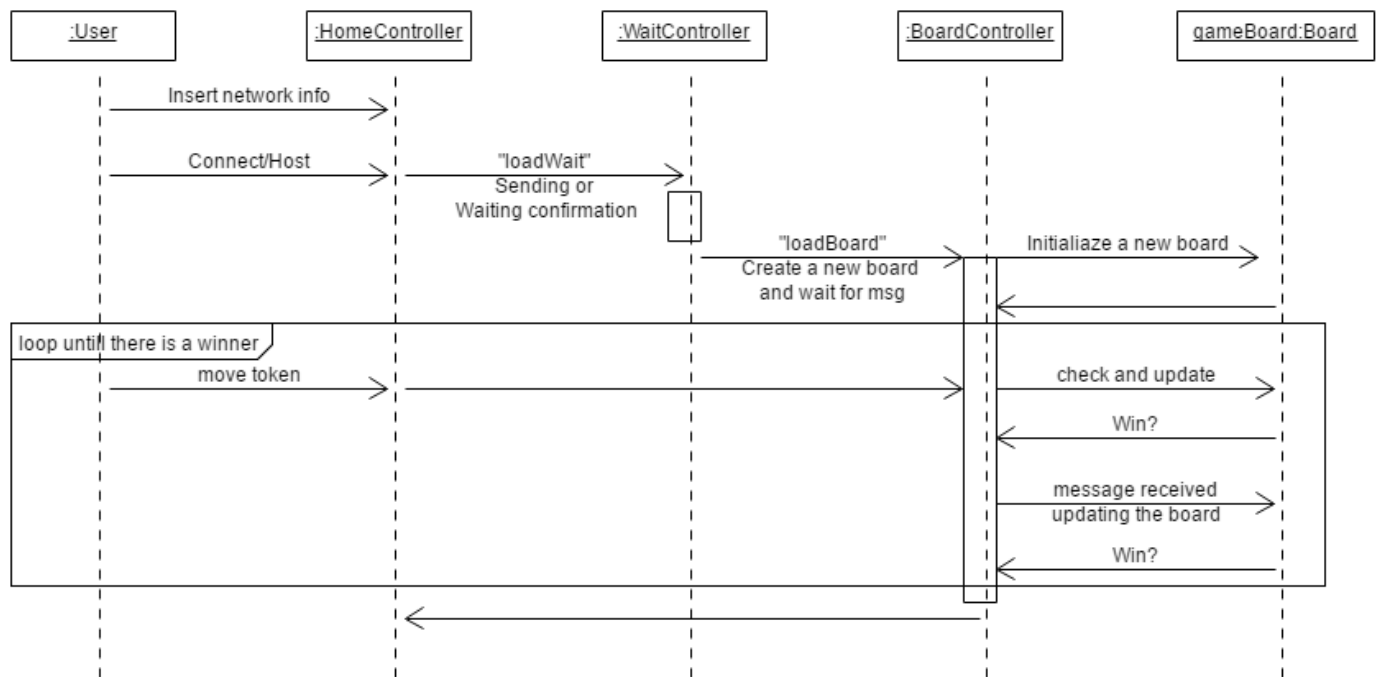 :User
:HomeController
:WaitController
:BoardController
gameBoard:Board
Insert network info
Connect/Host
"loadWait"
Sending or
Waiting confirmation
"loadBoard"
Create a new board
and wait for msg
Initialiaze a new board
loop untill there is a winner
move token
check and update
Win?
message received
updating the board
Win?